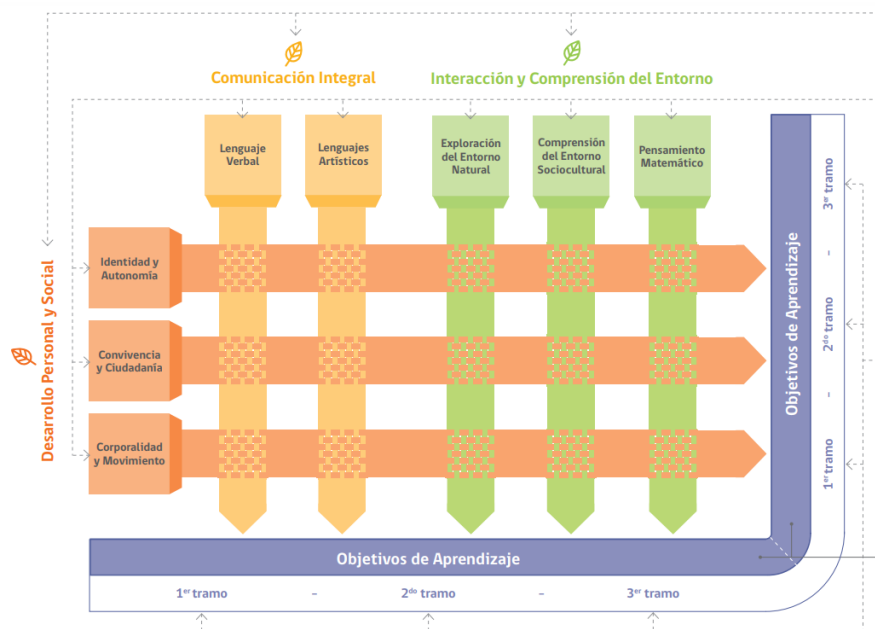 Comunicación Integral
Interacción y Comprensión del Entorno
Lenguaje
Verbal
Lenguajes
Artísticos
Exploración
del Entorno
Natural
Comprensión
del Entorno
Sociocultural
Pensamiento
Matemático
Desarrollo Personal y Social
Identidad y
Autonomía
Convivencia
y Ciudadanía
Corporalidad
y Movimiento
Objetivos de Aprendizaje
1er tramo – 2do tramo – 3er tramo
Objetivos de Aprendizaje
1er tramo – 2do tramo – 3er tramo